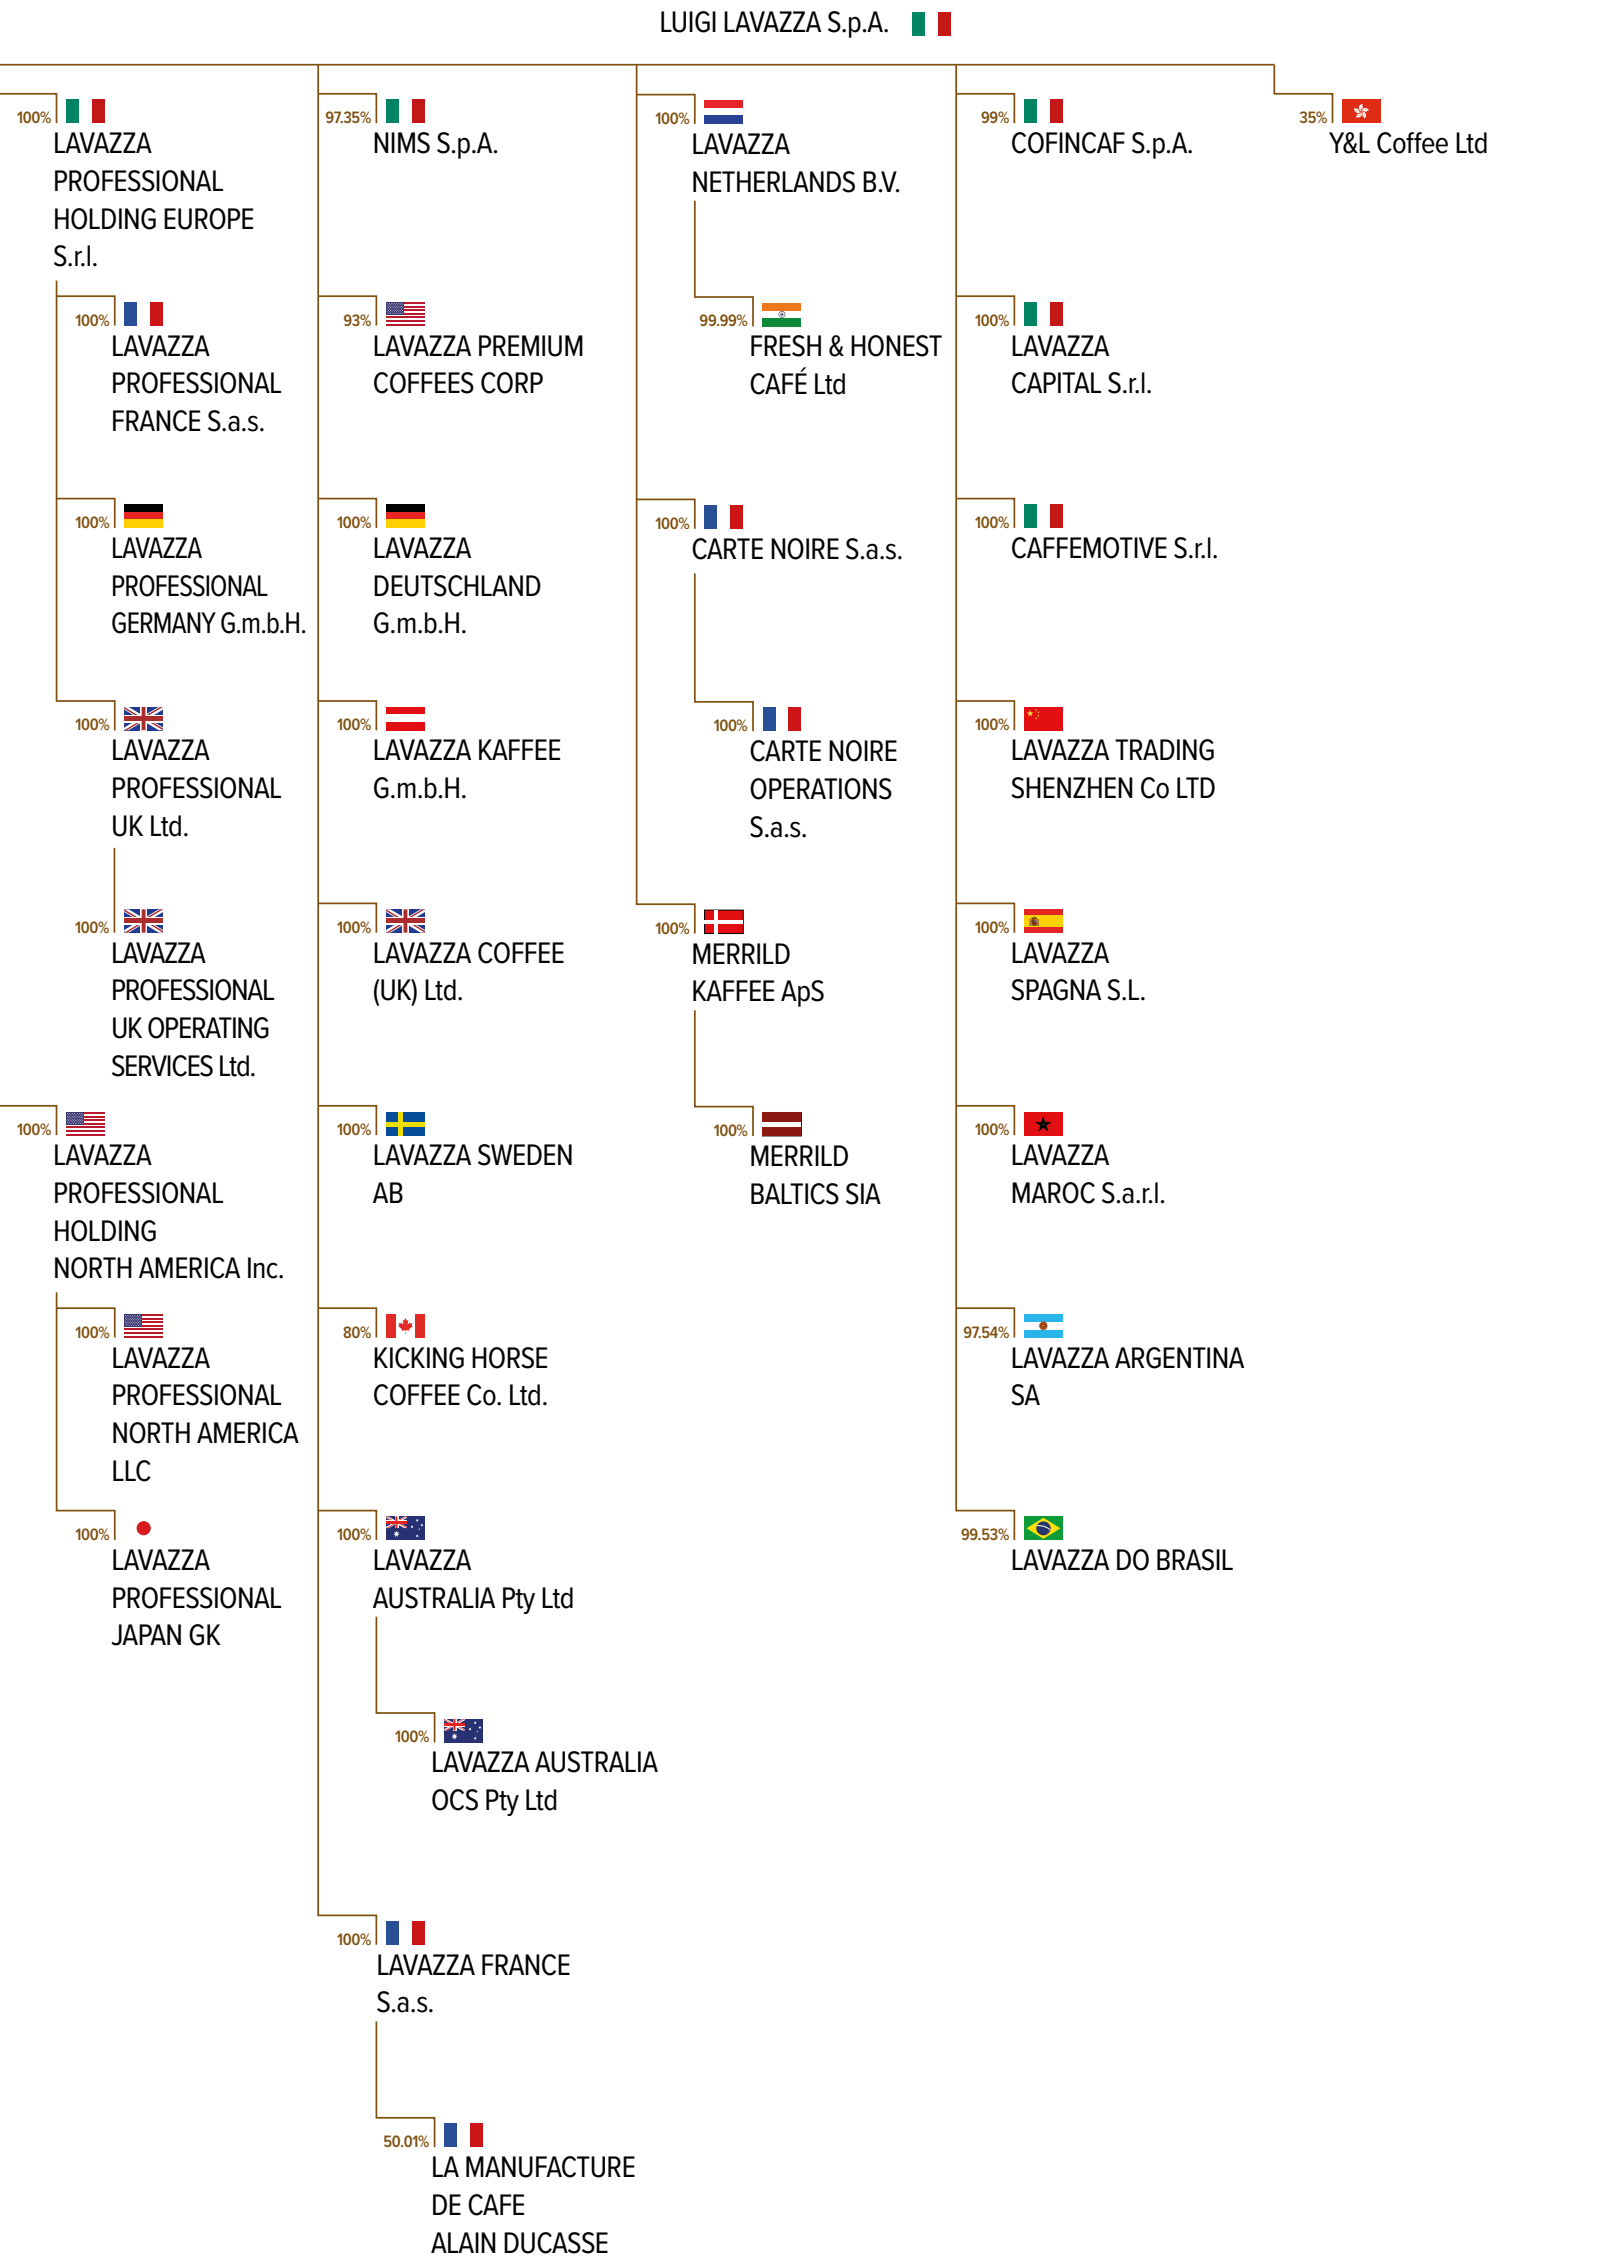 LUIGI LAVAZZA S.p.A.
100%
LAVAZZA
PROFESSIONAL
HOLDING EUROPE
S.r.l.
100%
LAVAZZA
PROFESSIONAL
FRANCE S.a.s.
100%
LAVAZZA
PROFESSIONAL
GERMANY G.m.b.H.
100%
LAVAZZA
PROFESSIONAL
UK Ltd.
100%
LAVAZZA
PROFESSIONAL
UK OPERATING
SERVICES Ltd.
100%
LAVAZZA
PROFESSIONAL
HOLDING
NORTH AMERICA Inc.
100%
LAVAZZA
PROFESSIONAL
NORTH AMERICA
LLC
100%
LAVAZZA
PROFESSIONAL
JAPAN GK
97.35%
NIMS S.p.A.
93%
LAVAZZA PREMIUM
COFFEES CORP
100%
LAVAZZA
DEUTSCHLAND
G.m.b.H.
100%
LAVAZZA KAFFEE
G.m.b.H.
100%
LAVAZZA COFFEE
(UK) Ltd.
100%
LAVAZZA SWEDEN
AB
80%
KICKING HORSE
COFFEE Co. Ltd.
100%
LAVAZZA
AUSTRALIA Pty Ltd
100%
LAVAZZA AUSTRALIA
OCS Pty Ltd
100%
LAVAZZA FRANCE
S.a.s.
50.01%
LA MANUFACTURE
DE CAFE
ALAIN DUCASSE
100%
LAVAZZA
NETHERLANDS B.V.
99.99%
FRESH & HONEST
CAFÉ Ltd
100%
CARTE NOIRE S.a.s.
100%
CARTE NOIRE
OPERATIONS
S.a.s.
100%
MERRILD
KAFFEE ApS
100%
MERRILD
BALTICS SIA
99%
COFINCAF S.p.A.
100%
LAVAZZA
CAPITAL S.r.l.
100%
CAFFEMOTIVE S.r.l.
100%
LAVAZZA TRADING
SHENZHEN Co LTD
100%
LAVAZZA
SPAGNA S.L.
100%
LAVAZZA
MAROC S.a.r.l.
97.54%
LAVAZZA ARGENTINA
SA
99.53%
LAVAZZA DO BRASIL
35%
Y&L Coffee Ltd